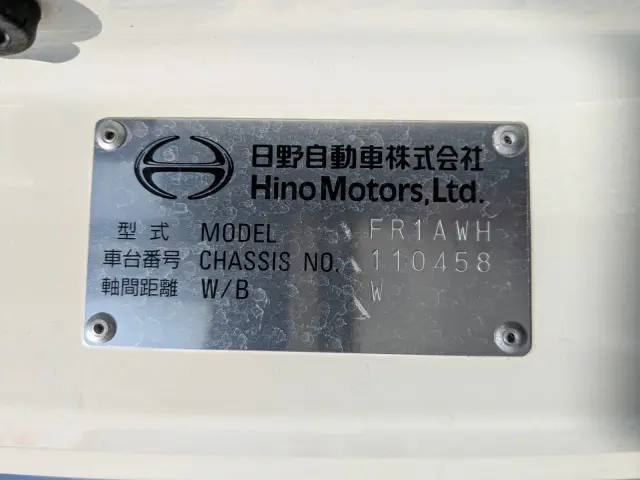 日野自動車株式会社
Hino Motors, Ltd.
型式 MODEL FR1AWH
車台番号 CHASSIS NO. 110458
軸間距離 W/B W